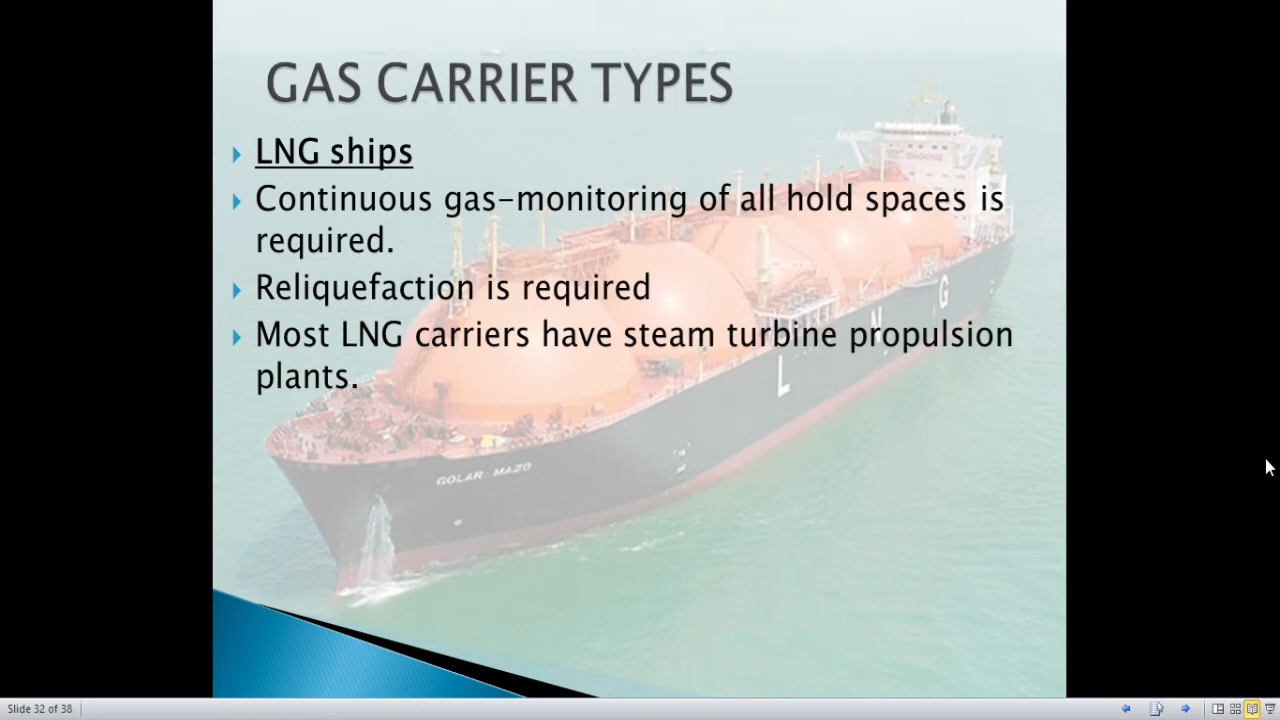 GAS CARRIER TYPES
LNG ships
Continuous gas-monitoring of all hold spaces is
required.
Reliquefaction is required
Most LNG carriers have steam turbine propulsion
plants.
L N G
GOLAR MAZO
Slide 32 of 38